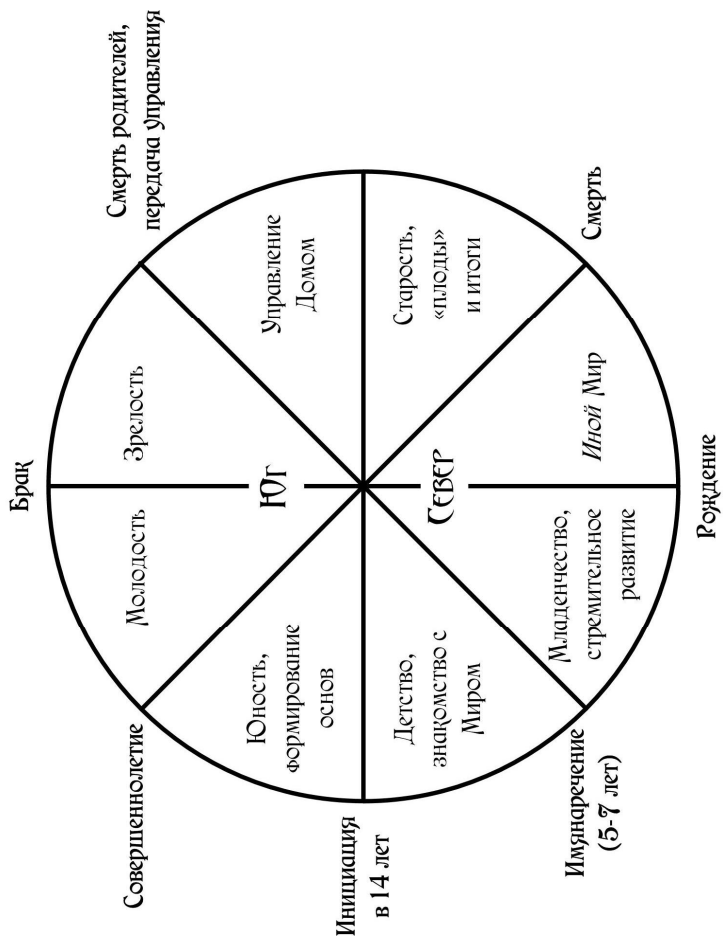 Брак
Совершеннолетие
Смерть родителей,
передача управления
Молодость
Зрелость
Юность,
формирование
основ
Управление
Домом
Юг
Инициация
в 14 лет
Север
Детство,
знакомство с
Миром
Старость,
«плоды»
и итоги
Младенчество,
стремительное
развитие
Иной Мир
Имянаречение
(5-7 лет)
Смерть
Рождение